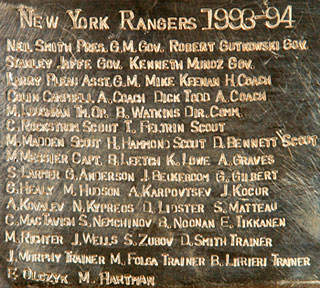 New York Rangers 1993-94
Neil Smith Pres. G.M. Gov. Robert Gutkowski Gov.
Stanley Jaffe Gov. Kenneth Munoz Gov.
Larry Pleau Asst. G.M. Mike Keenan H. Coach
Colin Campbell A. Coach Dick Todd A. Coach
M. Loughran Th. Op. B. Watkins Dir. Comm.
C. Rockstrom Scout T. Feltrin Scout
M. Madden Scout H. Hammond Scout D. Bennett Scout
M. Messier Capt. B. Leetch K. Lowe A. Graves
S. Larmer G. Anderson J. Beukeboom G. Gilbert
G. Healy M. Hudson A. Karpovtsev J. Kocur
A. Kovalev N. Kypreos D. Lidster S. Matteau
C. MacTavish S. Nemchinov B. Noonan E. Tikkanen
M. Richter J. Wells S. Zubov D. Smith Trainer
J. Murphy Trainer M. Folga Trainer B. Lifrieri Trainer
E. Olczyk M. Hartman